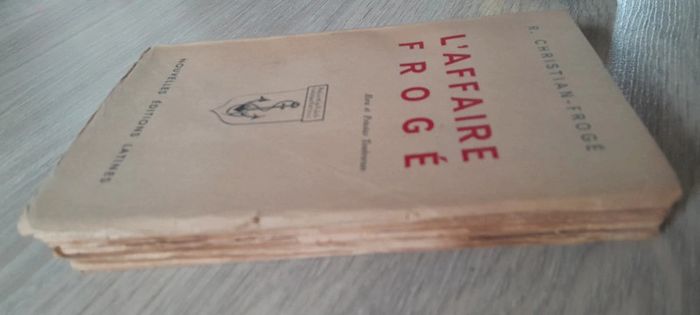 R. CHRISTIAN-FROGÉ
L'AFFAIRE
FROGÉ
NOUVELLES ÉDITIONS LATINES